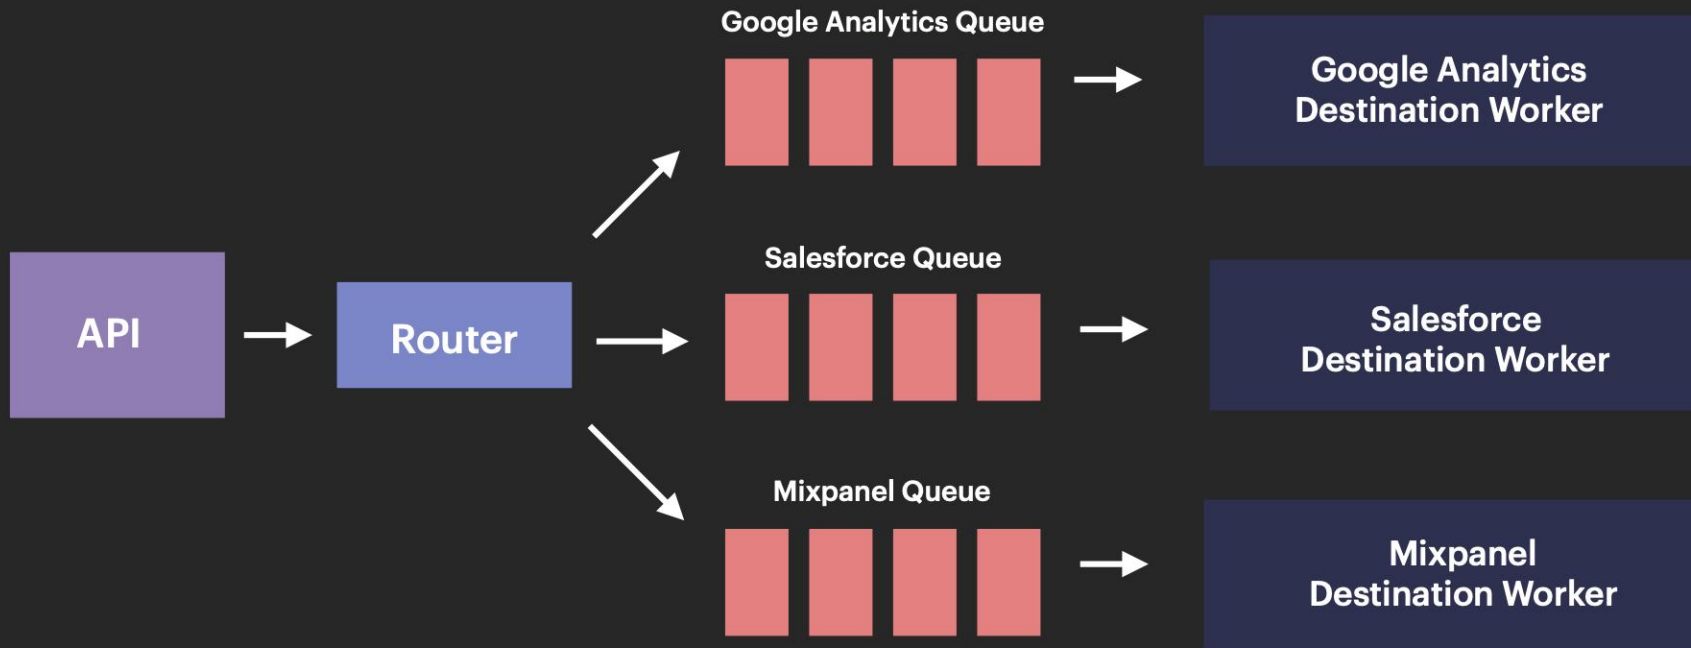 Google Analytics Queue
Google Analytics
Destination Worker
API
Router
Salesforce Queue
Salesforce
Destination Worker
Mixpanel Queue
Mixpanel
Destination Worker